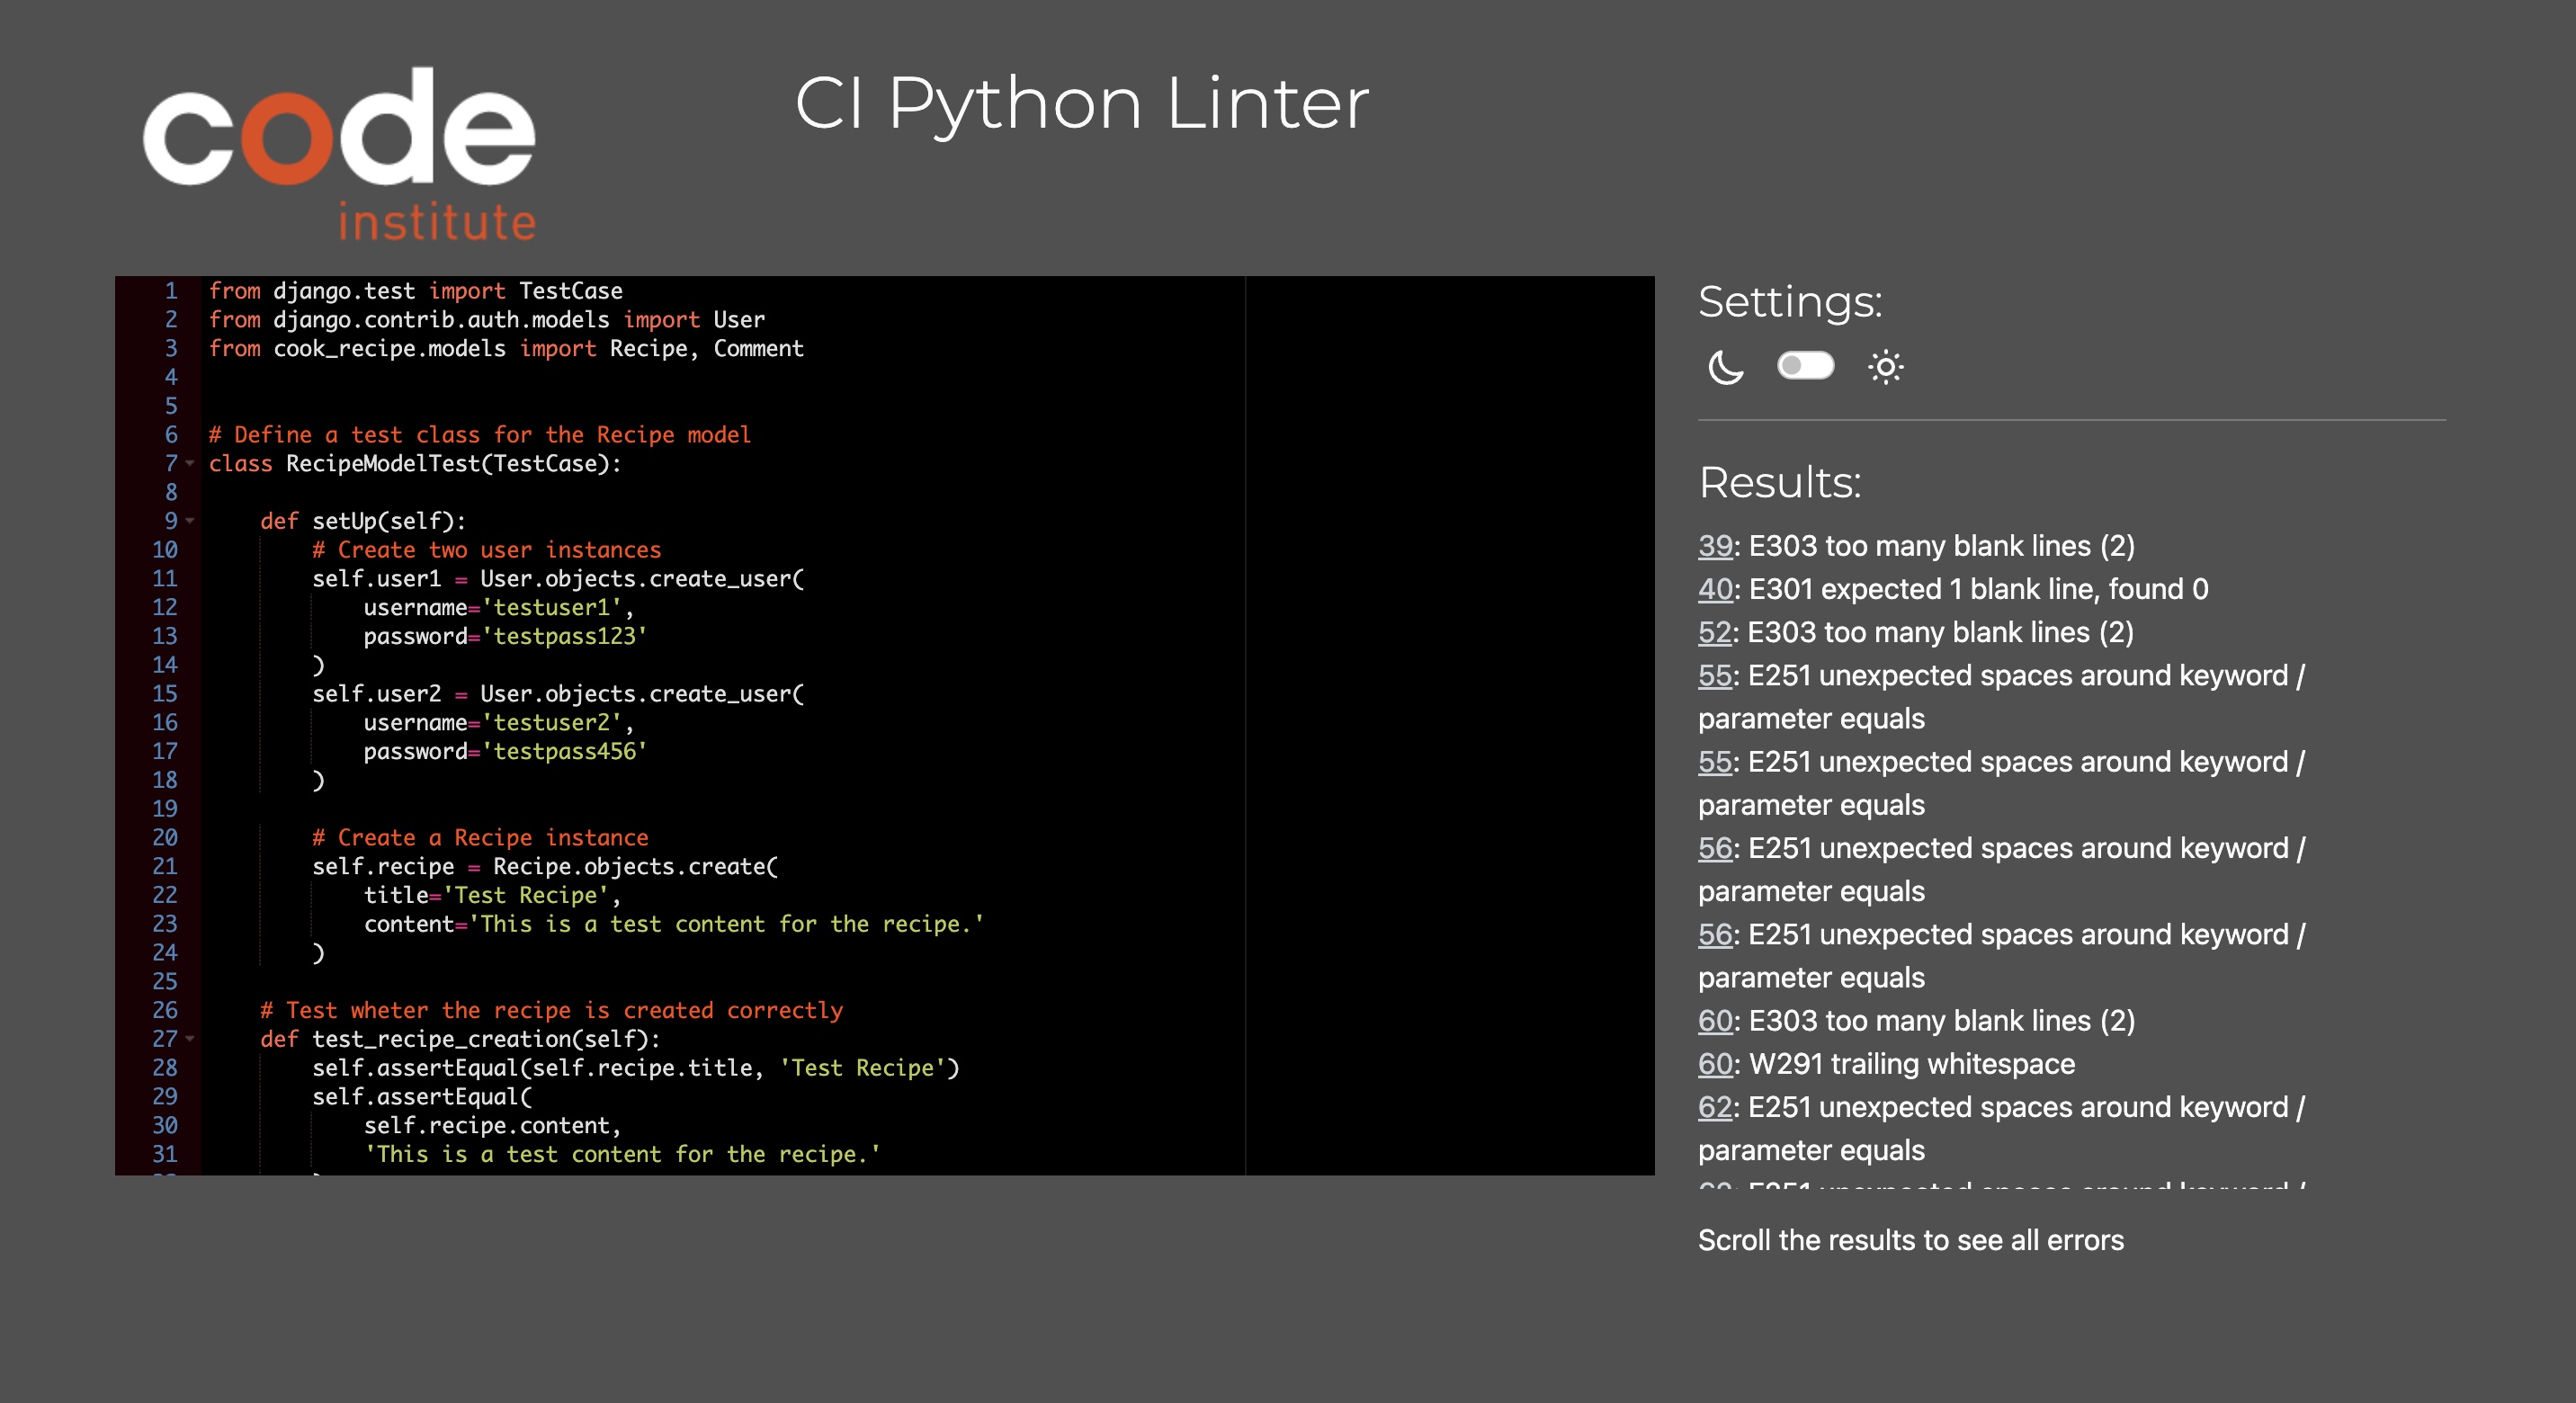 code
institute
CI Python Linter
1 from django.test import TestCase
2 from django.contrib.auth.models import User
3 from cook_recipe.models import Recipe, Comment
4
5
6 # Define a test class for the Recipe model
7 class RecipeModelTest(TestCase):
8
9     def setUp(self):
10         # Create two user instances
11         self.user1 = User.objects.create_user(
12             username='testuser1',
13             password='testpass123'
14         )
15         self.user2 = User.objects.create_user(
16             username='testuser2',
17             password='testpass456'
18         )
19
20         # Create a Recipe instance
21         self.recipe = Recipe.objects.create(
22             title='Test Recipe',
23             content='This is a test content for the recipe.'
24         )
25
26     # Test wheter the recipe is created correctly
27     def test_recipe_creation(self):
28         self.assertEqual(self.recipe.title, 'Test Recipe')
29         self.assertEqual(
30             self.recipe.content,
31             'This is a test content for the recipe.'
Settings:
Results:
39: E303 too many blank lines (2)
40: E301 expected 1 blank line, found 0
52: E303 too many blank lines (2)
55: E251 unexpected spaces around keyword /
parameter equals
55: E251 unexpected spaces around keyword /
parameter equals
56: E251 unexpected spaces around keyword /
parameter equals
56: E251 unexpected spaces around keyword /
parameter equals
60: E303 too many blank lines (2)
60: W291 trailing whitespace
62: E251 unexpected spaces around keyword /
parameter equals
Scroll the results to see all errors